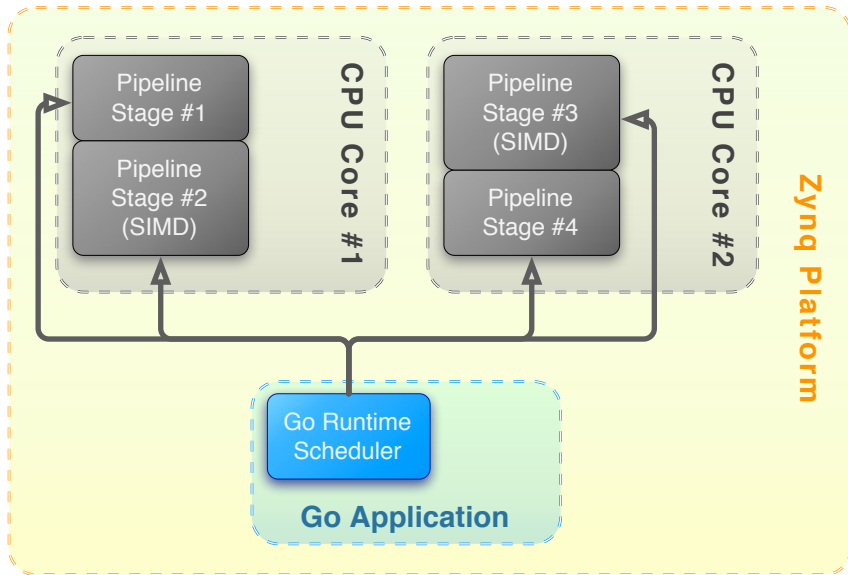 Pipeline
Stage #1
Pipeline
Stage #2
(SIMD)
CPU Core #1
Pipeline
Stage #3
(SIMD)
Pipeline
Stage #4
CPU Core #2
Zynq Platform
Go Runtime
Scheduler
Go Application